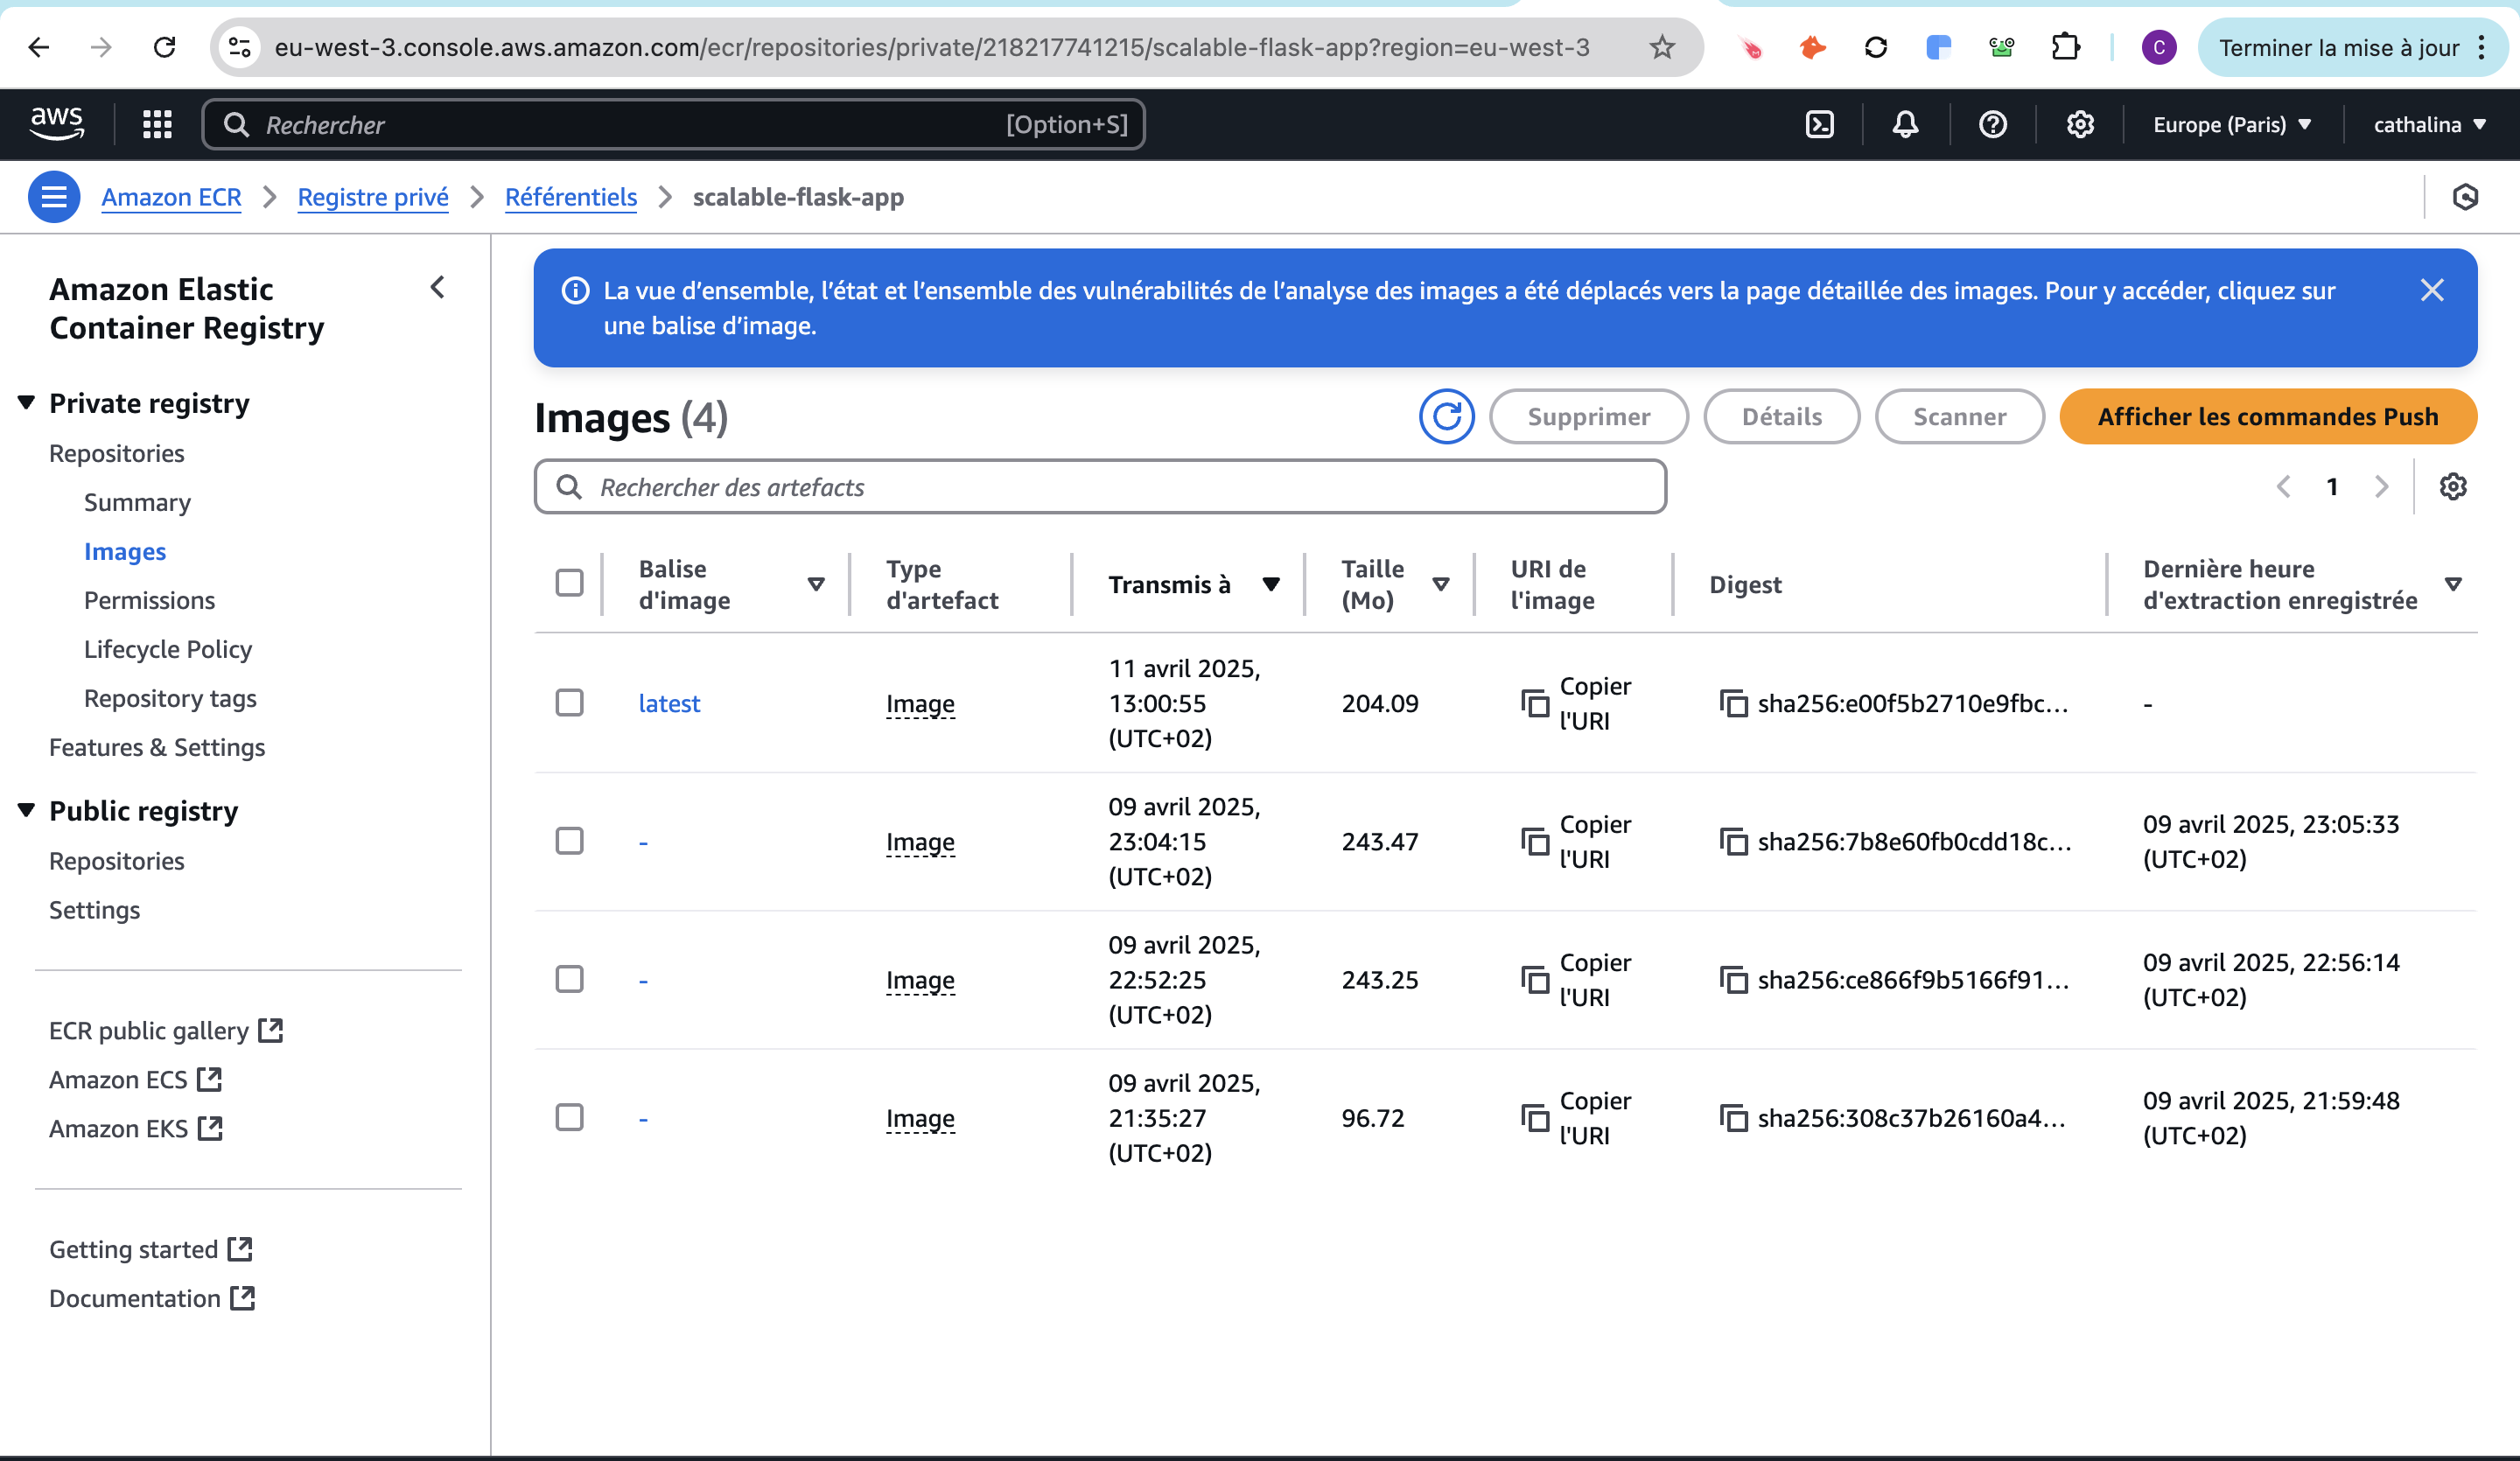 eu-west-3.console.aws.amazon.com/ecr/repositories/private/218217741215/scalable-flask-app?region=eu-west-3
C
Terminer la mise à jour
aws
Rechercher
[Option+S]
Europe (Paris)
cathalina
Amazon ECR
Registre privé
Référentiels
scalable-flask-app
Amazon Elastic
Container Registry
Private registry
Repositories
Summary
Images
Permissions
Lifecycle Policy
Repository tags
Features & Settings
Public registry
Repositories
Settings
ECR public gallery
Amazon ECS
Amazon EKS
Getting started
Documentation
La vue d’ensemble, l’état et l’ensemble des vulnérabilités de l’analyse des images a été déplacés vers la page détaillée des images. Pour y accéder, cliquez sur
une balise d’image.
Images (4)
Supprimer
Détails
Scanner
Afficher les commandes Push
Rechercher des artefacts
1
Balise
d'image
Type
d'artefact
Transmis à
Taille
(Mo)
URI de
l'image
Digest
Dernière heure
d'extraction enregistrée
latest
Image
11 avril 2025,
13:00:55
(UTC+02)
204.09
Copier
l'URI
sha256:e00f5b2710e9fbc...
-
-
Image
09 avril 2025,
23:04:15
(UTC+02)
243.47
Copier
l'URI
sha256:7b8e60fb0cdd18c...
09 avril 2025, 23:05:33
(UTC+02)
-
Image
09 avril 2025,
22:52:25
(UTC+02)
243.25
Copier
l'URI
sha256:ce866f9b5166f91...
09 avril 2025, 22:56:14
(UTC+02)
-
Image
09 avril 2025,
21:35:27
(UTC+02)
96.72
Copier
l'URI
sha256:308c37b26160a4...
09 avril 2025, 21:59:48
(UTC+02)